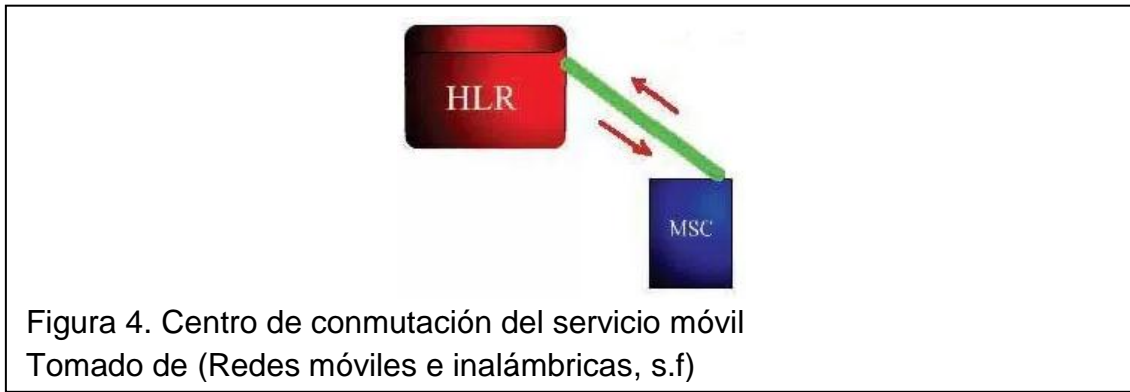 HLR
MSC
Figura 4. Centro de conmutación del servicio móvil
Tomado de (Redes móviles e inalámbricas, s.f)